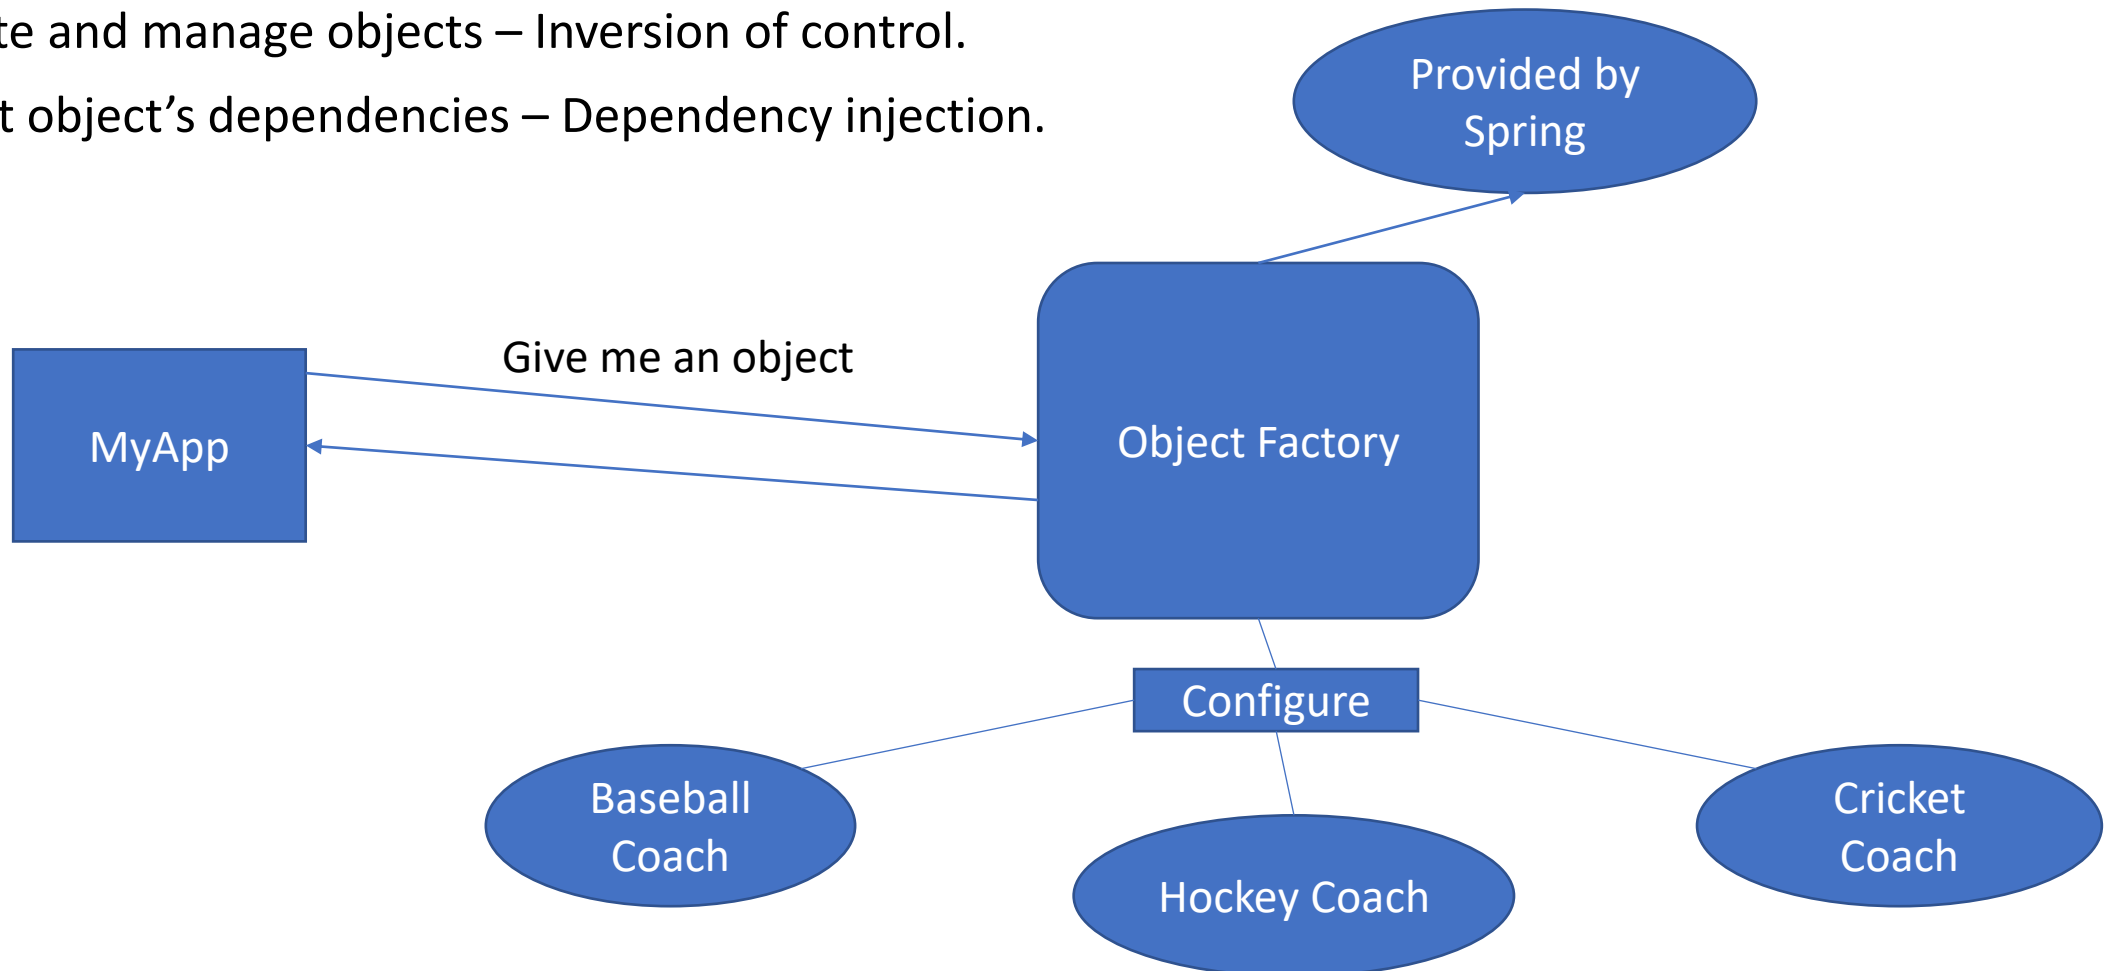 te and manage objects – Inversion of control.
t object’s dependencies – Dependency injection.
Provided by
Spring
Give me an object
MyApp
Object Factory
Configure
Baseball
Coach
Hockey Coach
Cricket
Coach